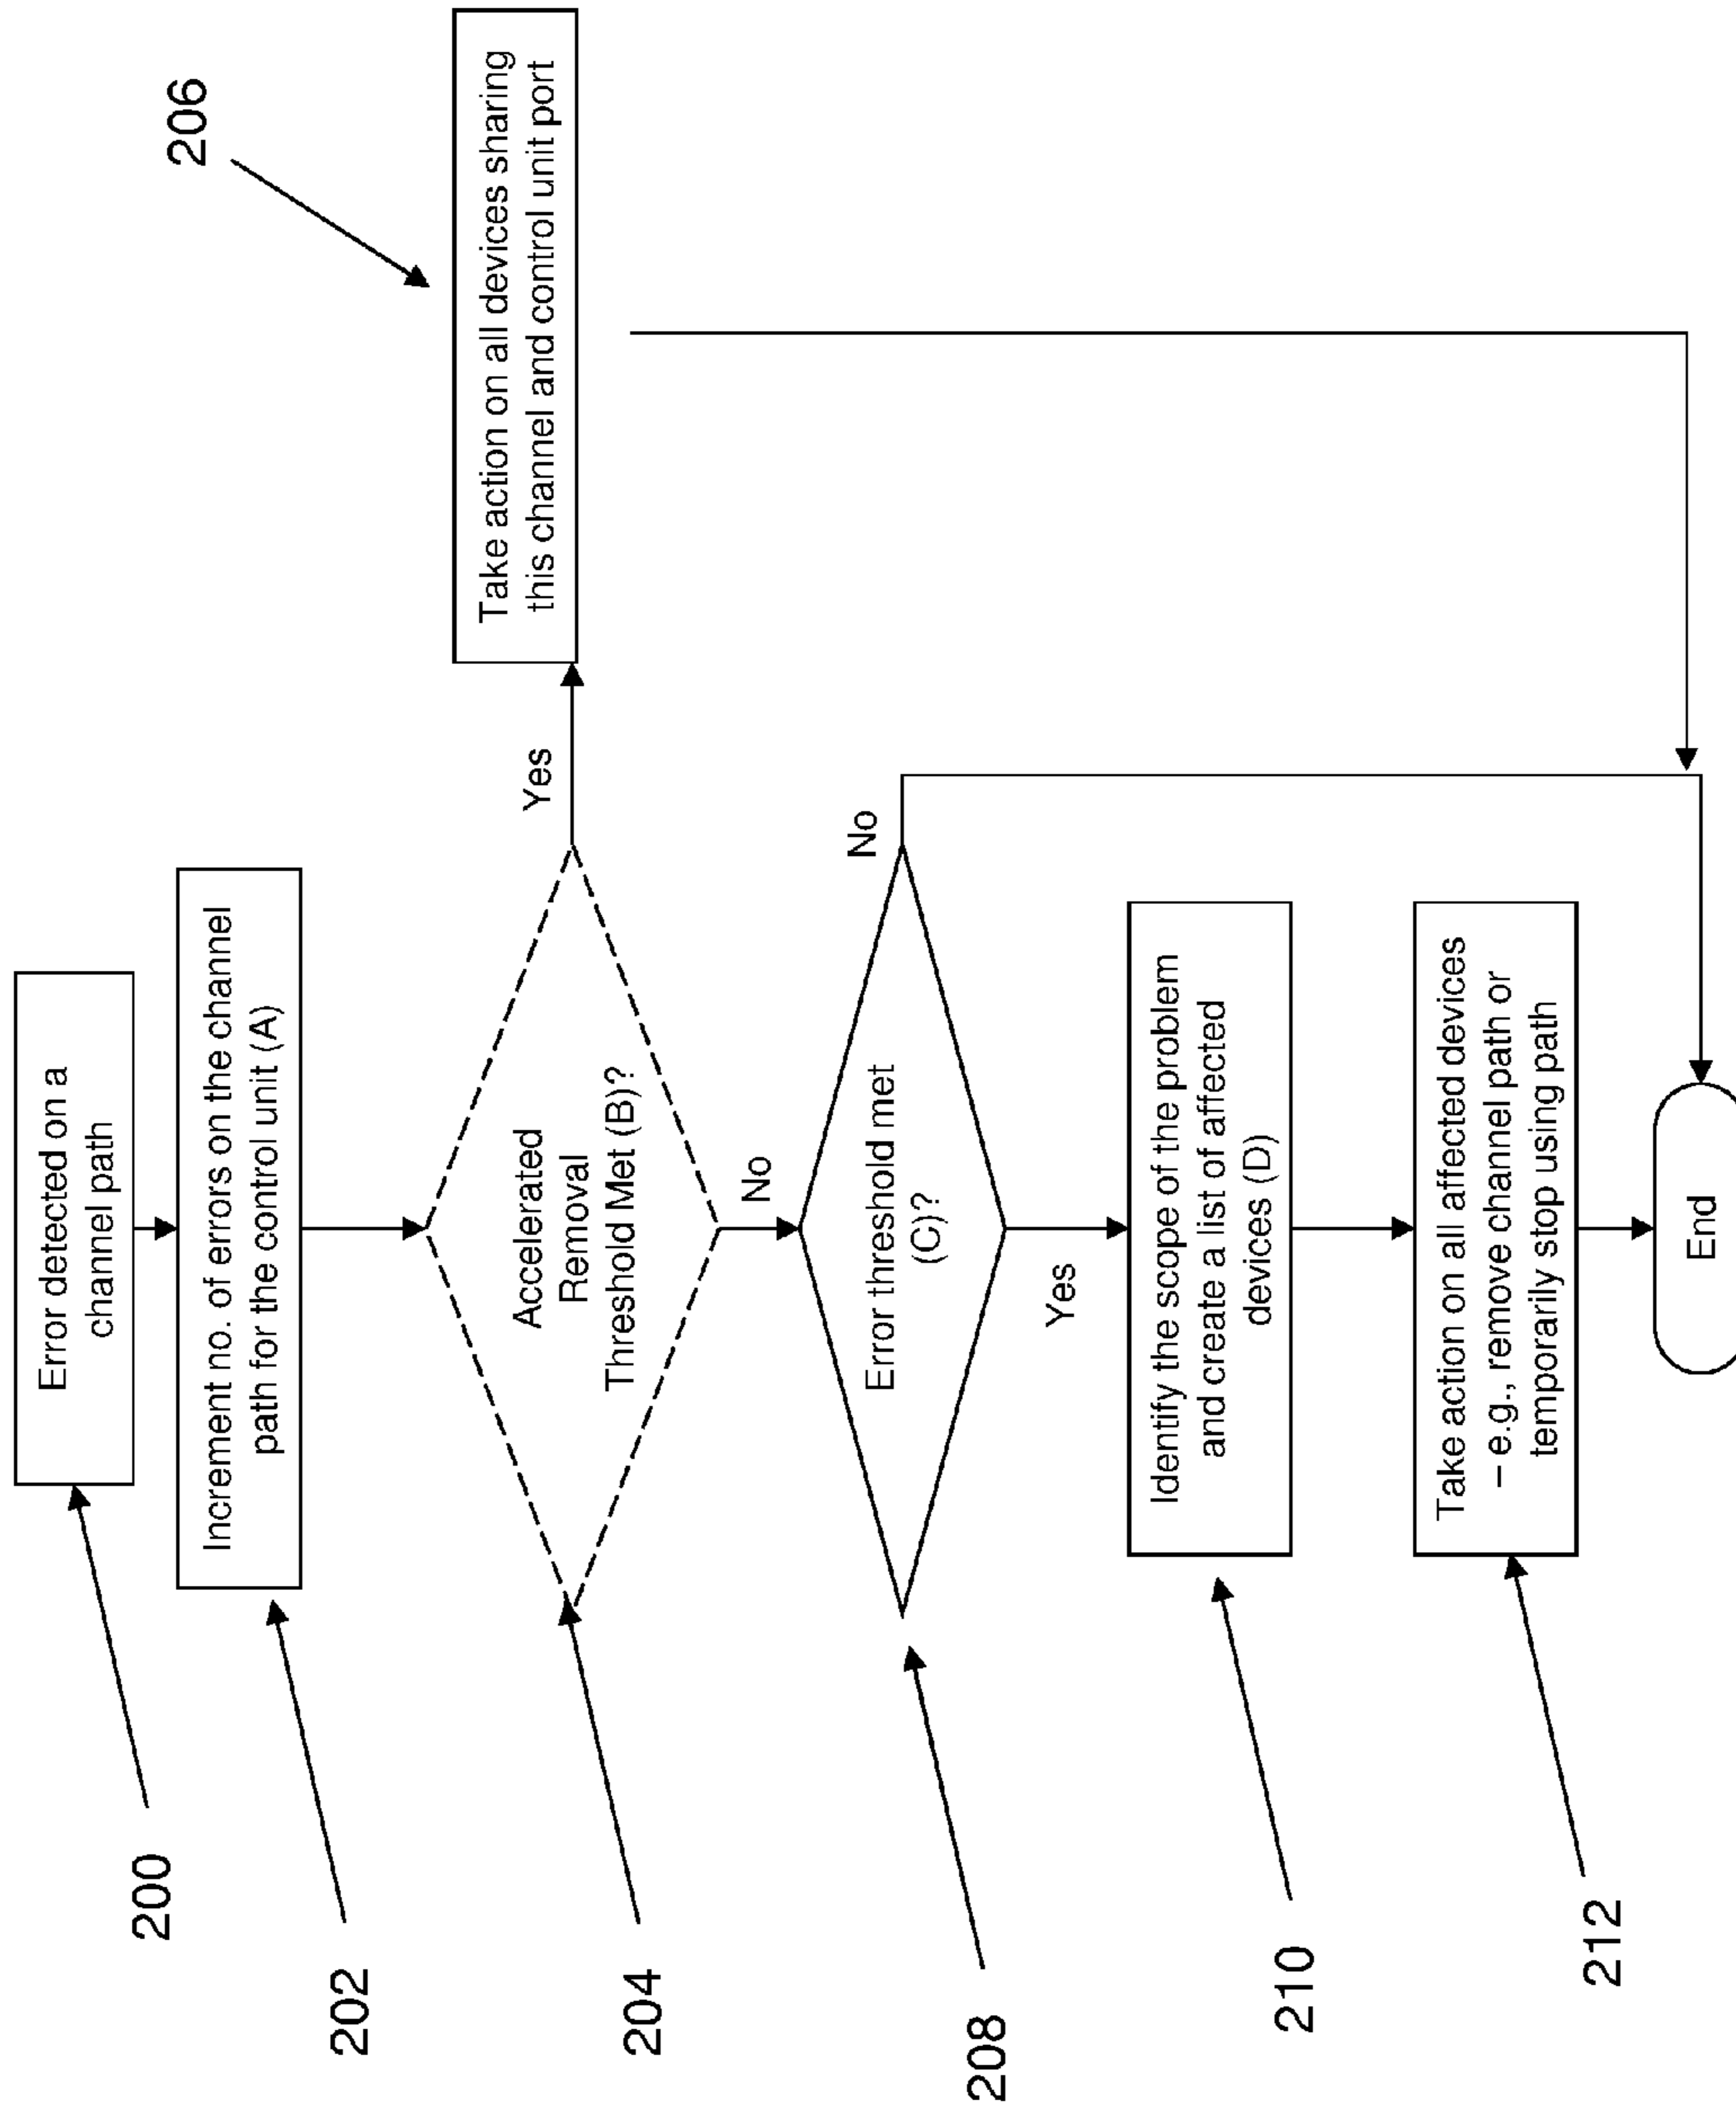 200
Error detected on a
channel path
202
Increment no. of errors on the channel
path for the control unit (A)
204
Accelerated
Removal
Threshold Met (B)?
Yes
206
Take action on all devices sharing
this channel and control unit port
No
208
Error threshold met
(C)?
No
Yes
210
Identify the scope of the problem
and create a list of affected
devices (D)
212
Take action on all affected devices
– e.g., remove channel path or
temporarily stop using path
End